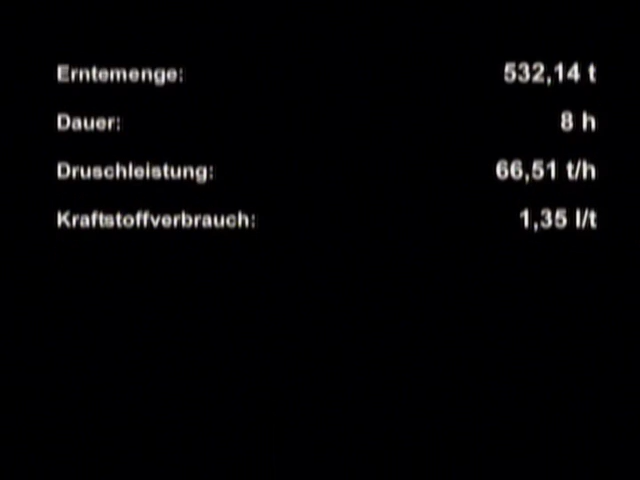 Erntemenge: 532,14 t
Dauer: 8 h
Druschleistung: 66,51 t/h
Kraftstoffverbrauch: 1,35 l/t